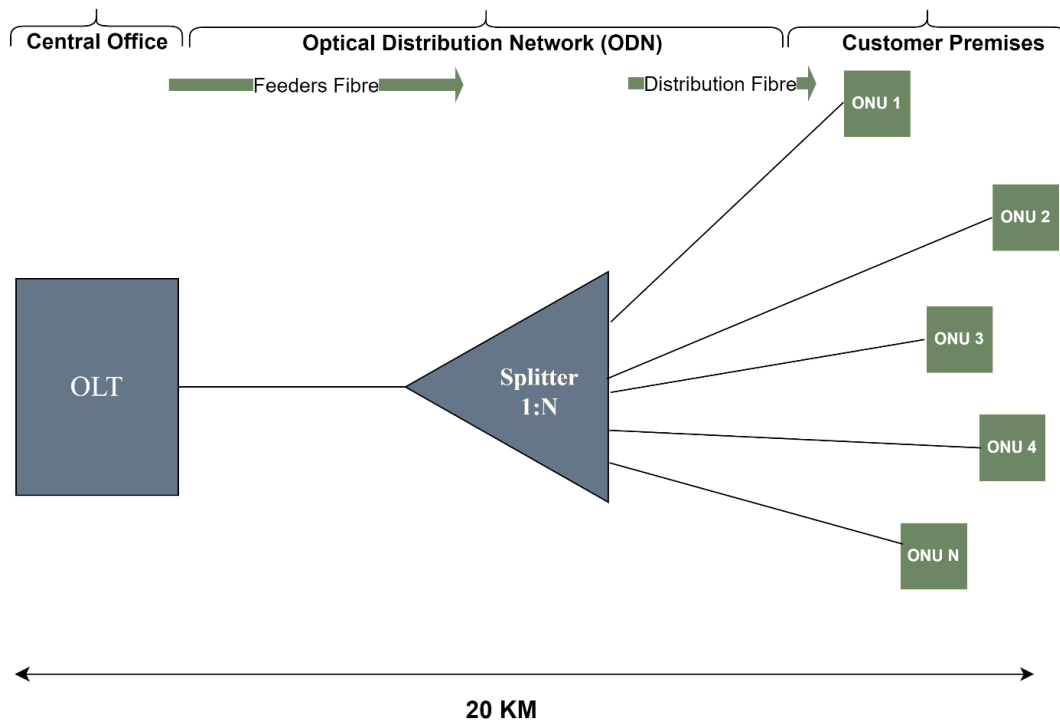 Central Office
Optical Distribution Network (ODN)
Customer Premises
Feeders Fibre
Distribution Fibre
ONU 1
ONU 2
ONU 3
OLT
Splitter
1:N
ONU 4
ONU N
20 KM